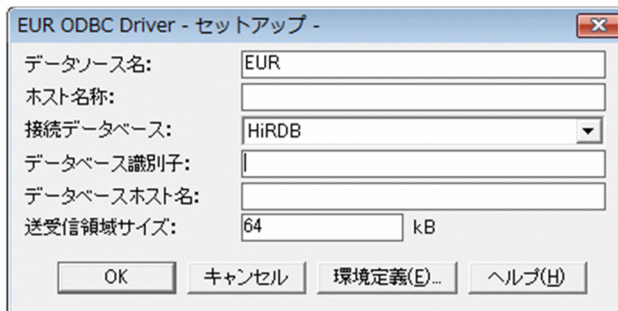 EUR ODBC Driver - セットアップ -
データソース名: EUR
ホスト名称:
接続データベース: HiRDB
データベース識別子:
データベースホスト名:
送受信領域サイズ: 64 kB
OK キャンセル 環境定義(E)... ヘルプ(H)